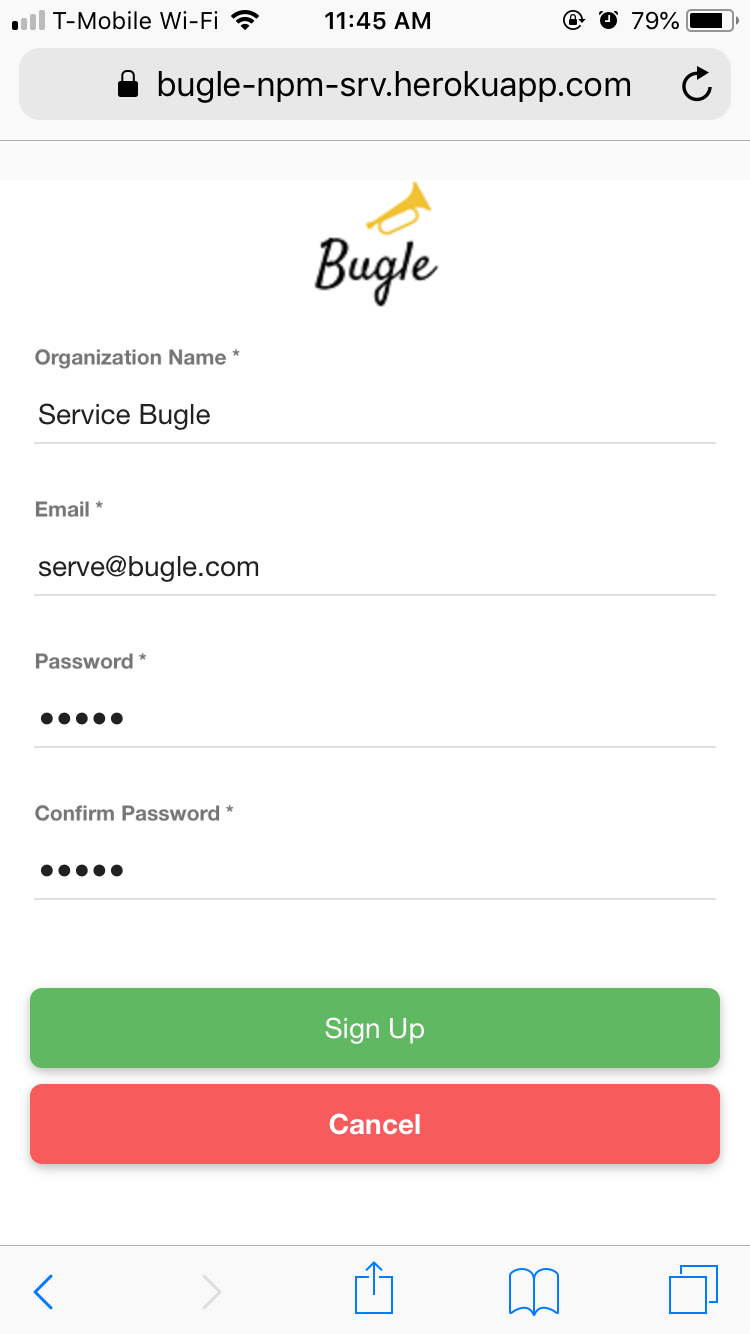 T-Mobile Wi-Fi 11:45 AM 79%
bugle-npm-srv.herokuapp.com
Bugle
Organization Name *
Service Bugle
Email *
serve@bugle.com
Password *
•••••
Confirm Password *
•••••
Sign Up
Cancel